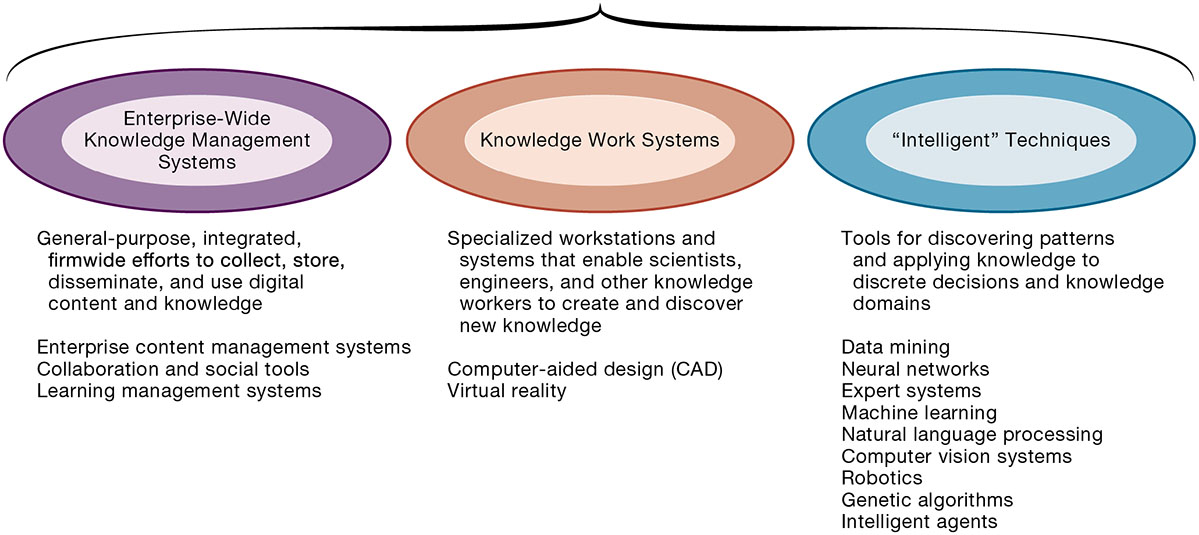 Enterprise-Wide
Knowledge Management
Systems
General-purpose, integrated,
firmwide efforts to collect, store,
disseminate, and use digital
content and knowledge
Enterprise content management systems
Collaboration and social tools
Learning management systems
Knowledge Work Systems
Specialized workstations and
systems that enable scientists,
engineers, and other knowledge
workers to create and discover
new knowledge
Computer-aided design (CAD)
Virtual reality
“Intelligent” Techniques
Tools for discovering patterns
and applying knowledge to
discrete decisions and knowledge
domains
Data mining
Neural networks
Expert systems
Machine learning
Natural language processing
Computer vision systems
Robotics
Genetic algorithms
Intelligent agents